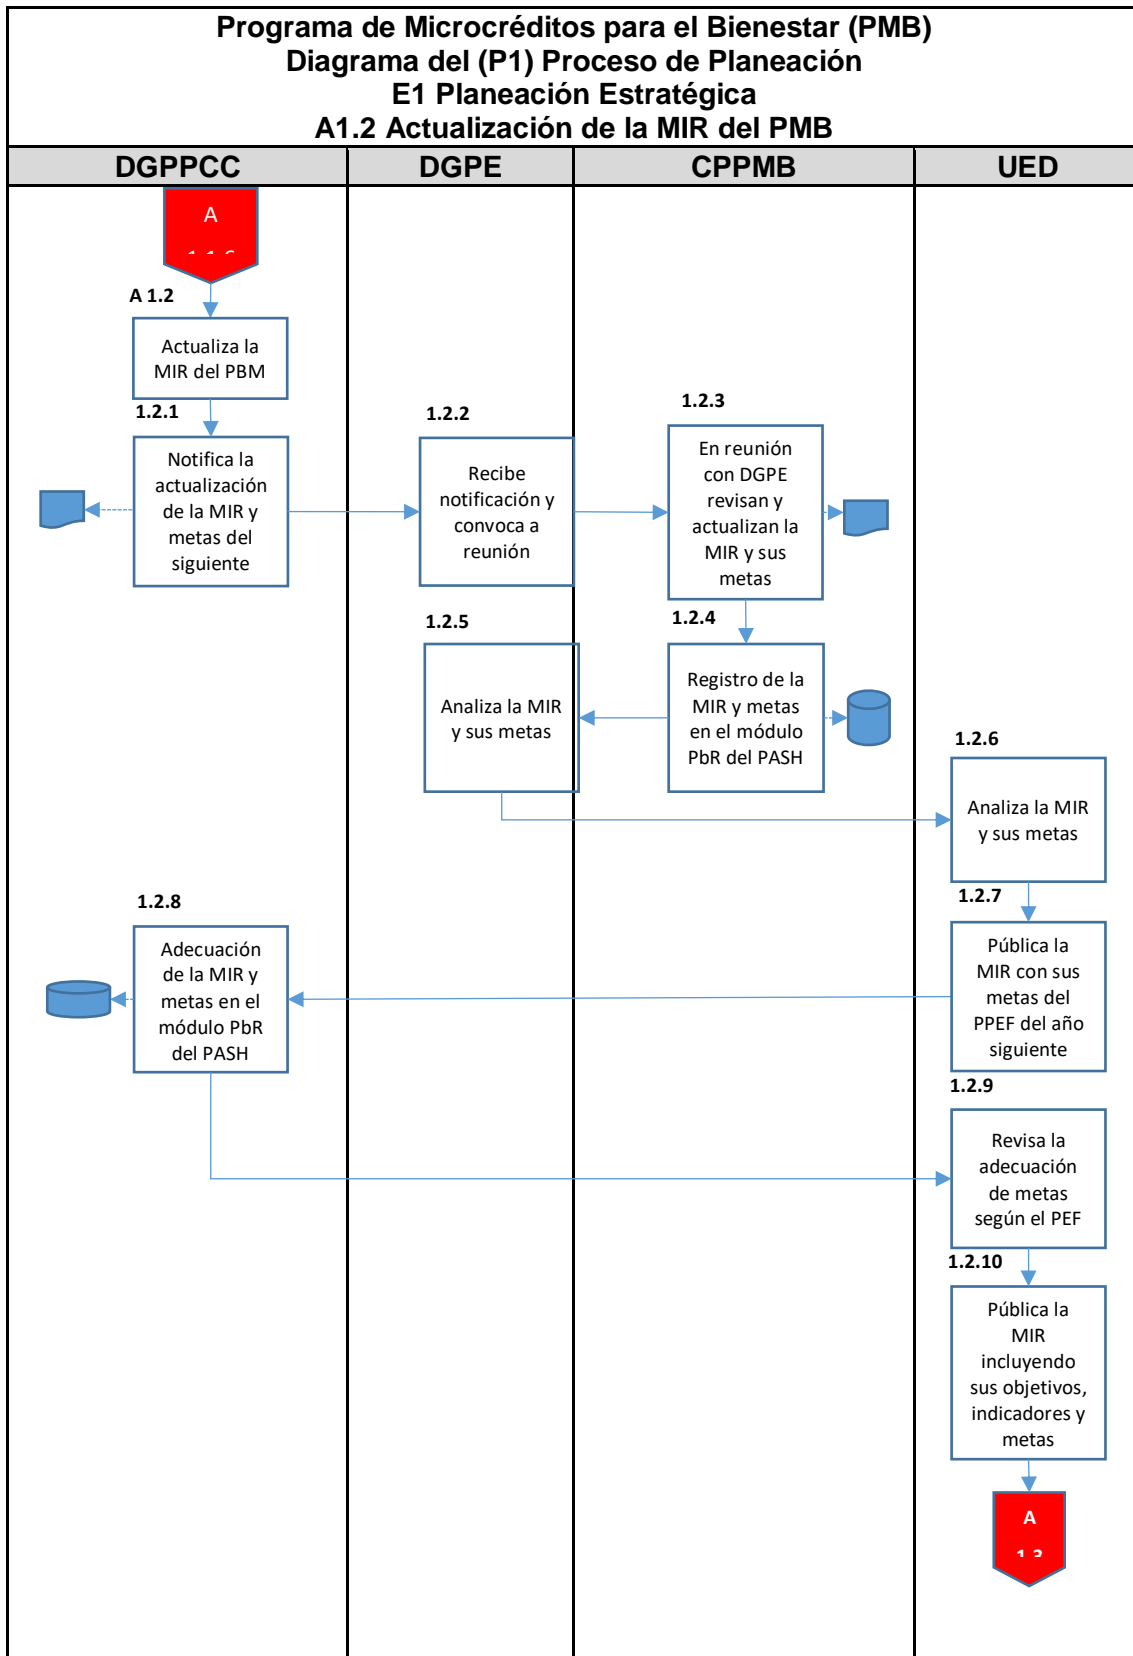 Programa de Microcréditos para el Bienestar (PMB)
Diagrama del (P1) Proceso de Planeación
E1 Planeación Estratégica
A1.2 Actualización de la MIR del PMB
DGPPCC
DGPE
CPPMB
UED
A
A 1.2
Actualiza la
MIR del PBM
1.2.1
Notifica la
actualización
de la MIR y
metas del
siguiente
1.2.2
Recibe
notificación y
convoca a
reunión
1.2.3
En reunión
con DGPE
revisan y
actualizan la
MIR y sus
metas
1.2.4
Registro de la
MIR y metas
en el módulo
PbR del PASH
1.2.5
Analiza la MIR
y sus metas
1.2.6
Analiza la MIR
y sus metas
1.2.7
Pública la
MIR con sus
metas del
PPEF del año
siguiente
1.2.8
Adecuación
de la MIR y
metas en el
módulo PbR
del PASH
1.2.9
Revisa la
adecuación
de metas
según el PEF
1.2.10
Pública la
MIR
incluyendo
sus objetivos,
indicadores y
metas
A